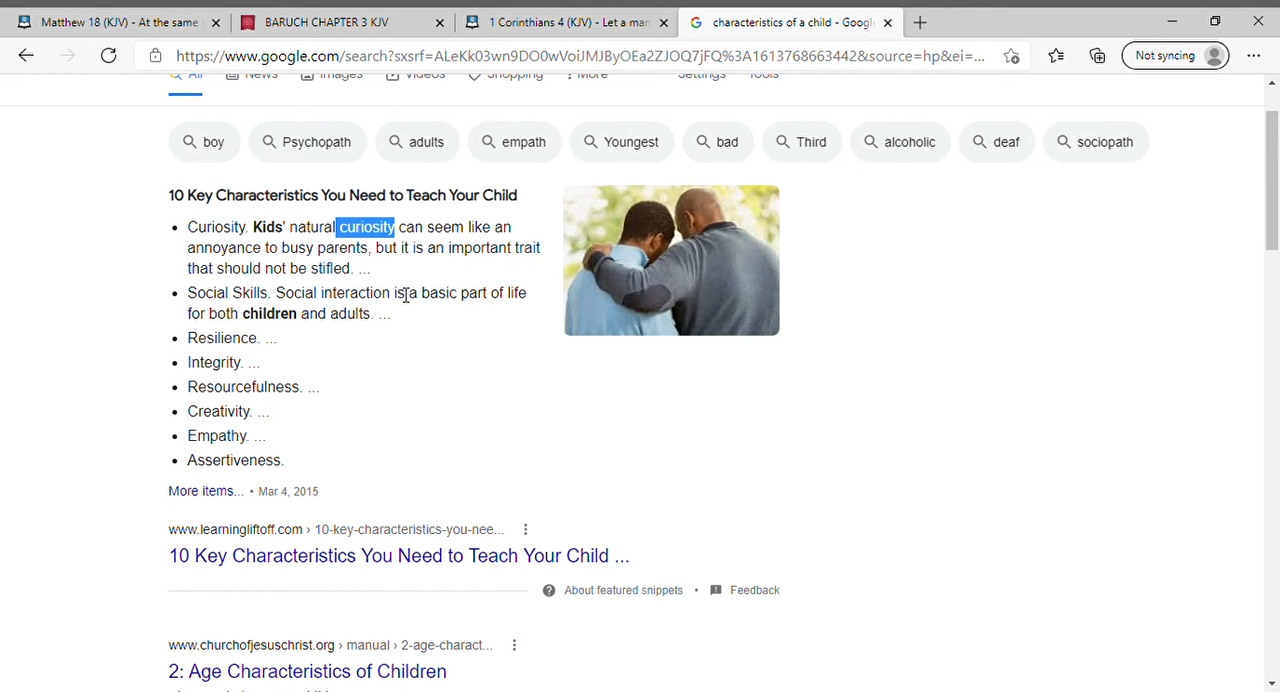 Matthew 18 (KJV) - At the same
BARUCH CHAPTER 3 KJV
1 Corinthians 4 (KJV) - Let a man
characteristics of a child - Google
https://www.google.com/search?sxsrf=ALeKk03wn9DO0wVoiJMJByOEa2ZJOQ7jFQ%3A1613768663442&source=hp&ei=...
Not syncing
All News Images Videos Shopping More Settings Tools
boy Psychopath adults empath Youngest bad Third alcoholic deaf sociopath
10 Key Characteristics You Need to Teach Your Child
• Curiosity. Kids' natural curiosity can seem like an
annoyance to busy parents, but it is an important trait
that should not be stifled. ...
• Social Skills. Social interaction is a basic part of life
for both children and adults. ...
• Resilience. ...
• Integrity. ...
• Resourcefulness. ...
• Creativity. ...
• Empathy. ...
• Assertiveness.
More items... • Mar 4, 2015
www.learningliftoff.com › 10-key-characteristics-you-nee...
10 Key Characteristics You Need to Teach Your Child ...
About featured snippets • Feedback
www.churchofjesuschrist.org › manual › 2-age-charact...
2: Age Characteristics of Children